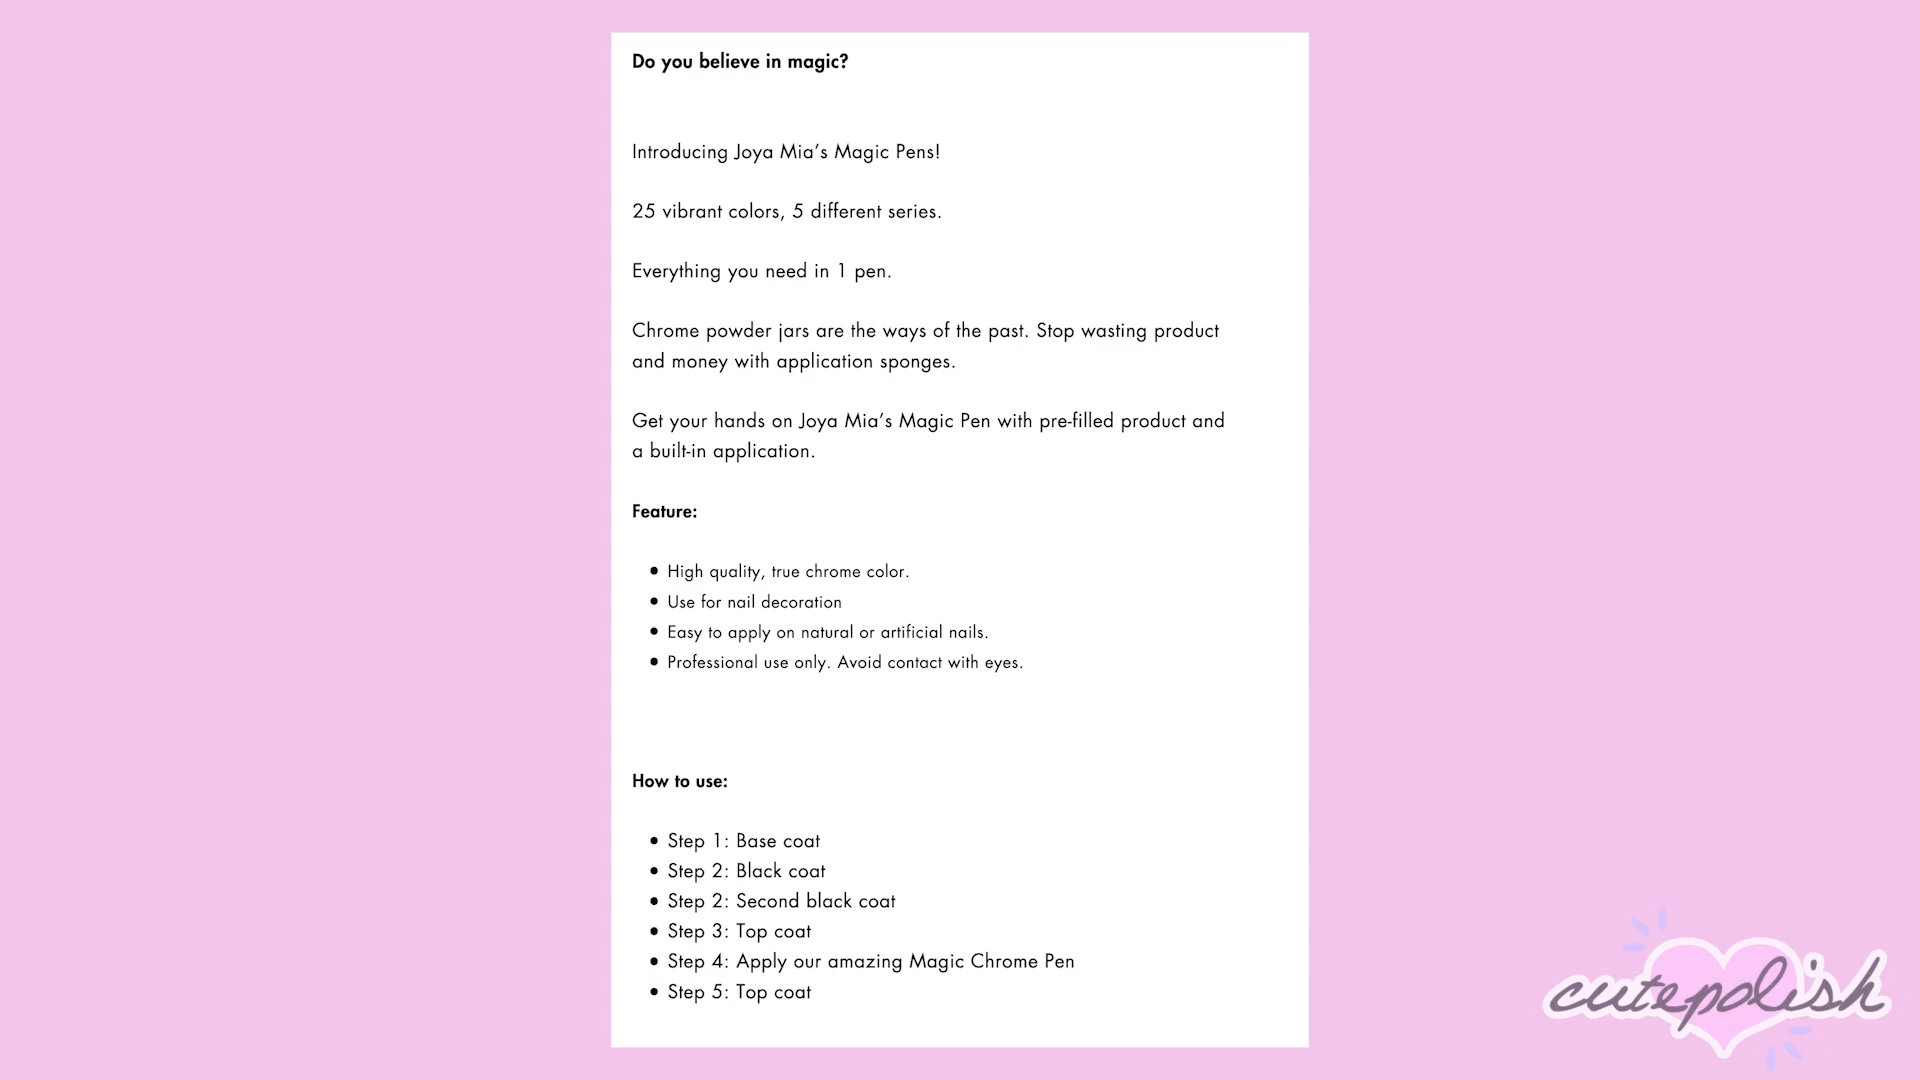 Do you believe in magic?
Introducing Joya Mia’s Magic Pens!
25 vibrant colors, 5 different series.
Everything you need in 1 pen.
Chrome powder jars are the ways of the past. Stop wasting product
and money with application sponges.
Get your hands on Joya Mia’s Magic Pen with pre-filled product and
a built-in application.
Feature:
• High quality, true chrome color.
• Use for nail decoration
• Easy to apply on natural or artificial nails.
• Professional use only. Avoid contact with eyes.
How to use:
• Step 1: Base coat
• Step 2: Black coat
• Step 2: Second black coat
• Step 3: Top coat
• Step 4: Apply our amazing Magic Chrome Pen
• Step 5: Top coat
cutepolish